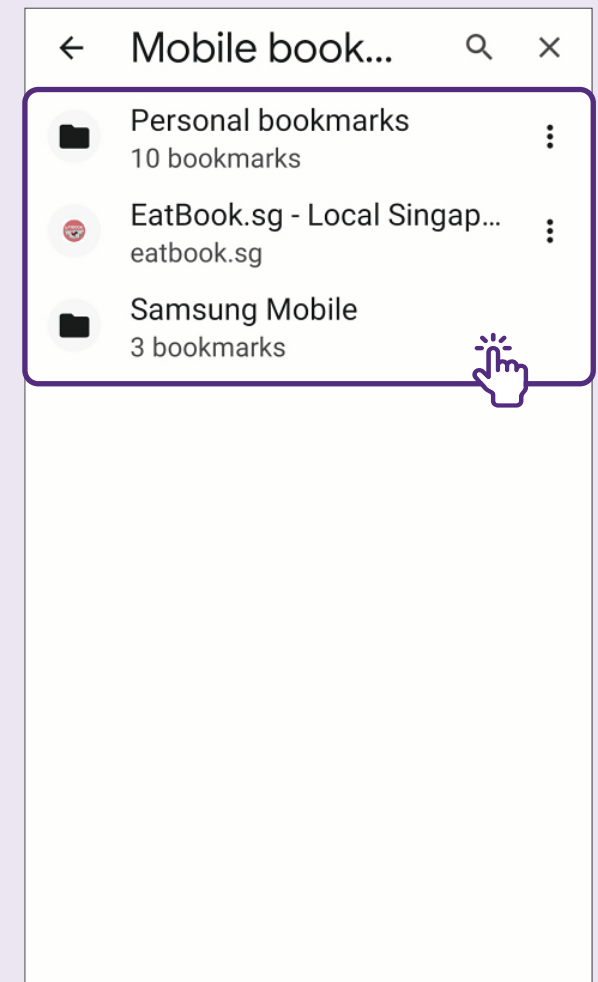 Mobile book...
Personal bookmarks
10 bookmarks
EatBook.sg - Local Singap...
eatbook.sg
Samsung Mobile
3 bookmarks